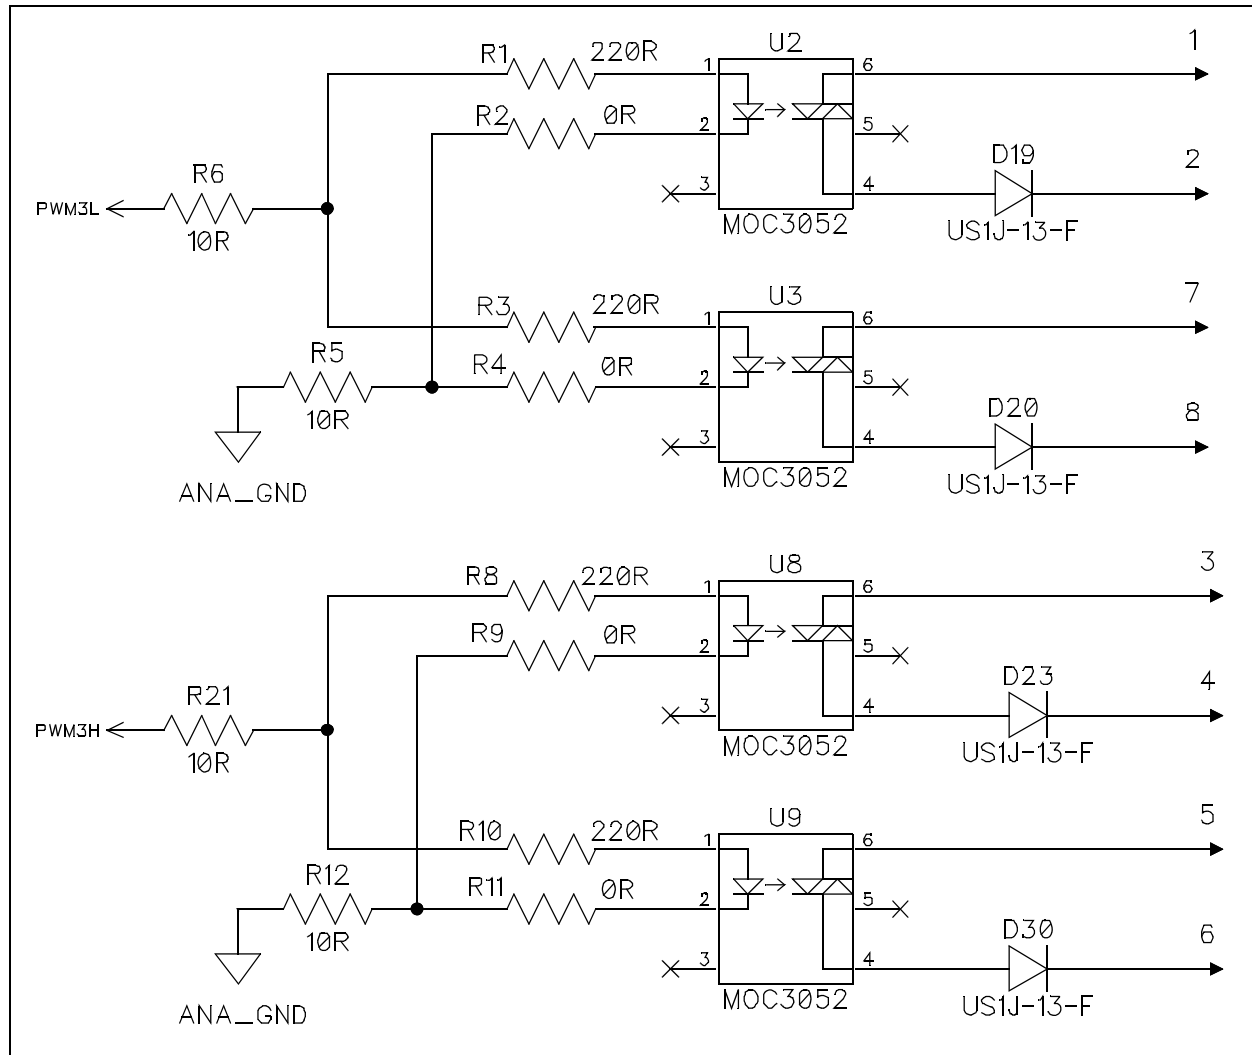 U2
1
R1
220R
1
6
R2
0R
2
5
D19
2
R6
3
4
PWM3L
10R
MOC3052
US1J-13-F
U3
7
R3
220R
1
6
R5
R4
0R
2
5
10R
D20
8
3
4
ANA_GND
MOC3052
US1J-13-F
U8
3
R8
220R
1
6
R9
0R
2
5
D23
4
R21
3
4
PWM3H
10R
MOC3052
US1J-13-F
U9
5
R10
220R
1
6
R12
R11
0R
2
5
10R
D30
6
3
4
ANA_GND
MOC3052
US1J-13-F